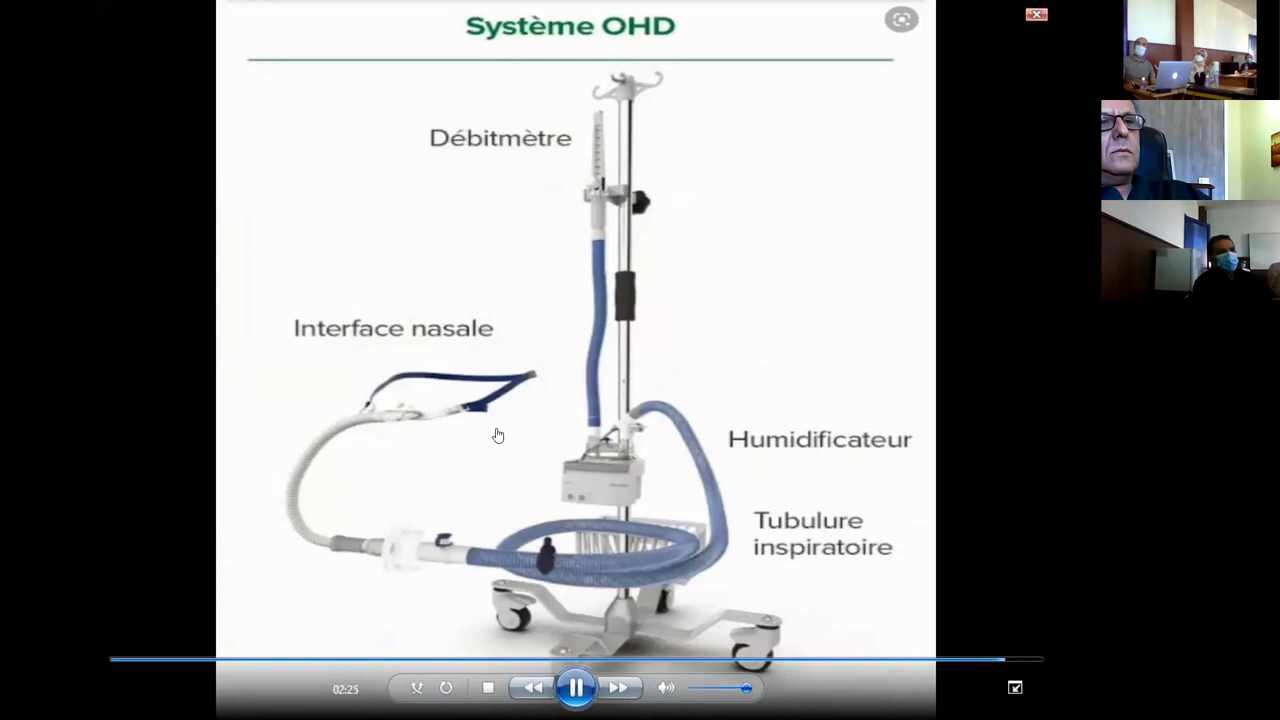 Système OHD
Débitmètre
Interface nasale
Humidificateur
Tubulure
inspiratoire
02:25